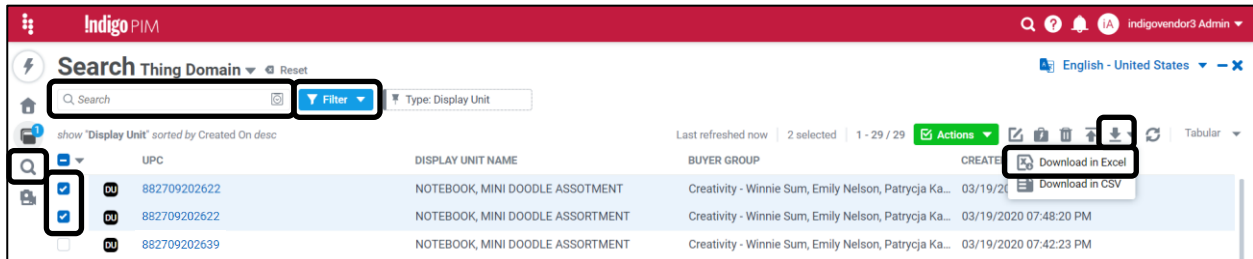 !ndigo PIM
iA indigovendor3 Admin
Search Thing Domain Reset
English - United States
Search
Filter
Type: Display Unit
1
show "Display Unit" sorted by Created On desc
Last refreshed now 2 selected 1 - 29 / 29 Actions Tabular
UPC DISPLAY UNIT NAME BUYER GROUP CREATE
Download in Excel
Download in CSV
DU 882709202622 NOTEBOOK, MINI DOODLE ASSOTMENT Creativity - Winnie Sum, Emily Nelson, Patrycja Ka... 03/19/20
DU 882709202622 NOTEBOOK, MINI DOODLE ASSORTMENT Creativity - Winnie Sum, Emily Nelson, Patrycja Ka... 03/19/2020 07:48:20 PM
DU 882709202639 NOTEBOOK, MINI DOODLE ASSORTMENT Creativity - Winnie Sum, Emily Nelson, Patrycja Ka... 03/19/2020 07:42:23 PM